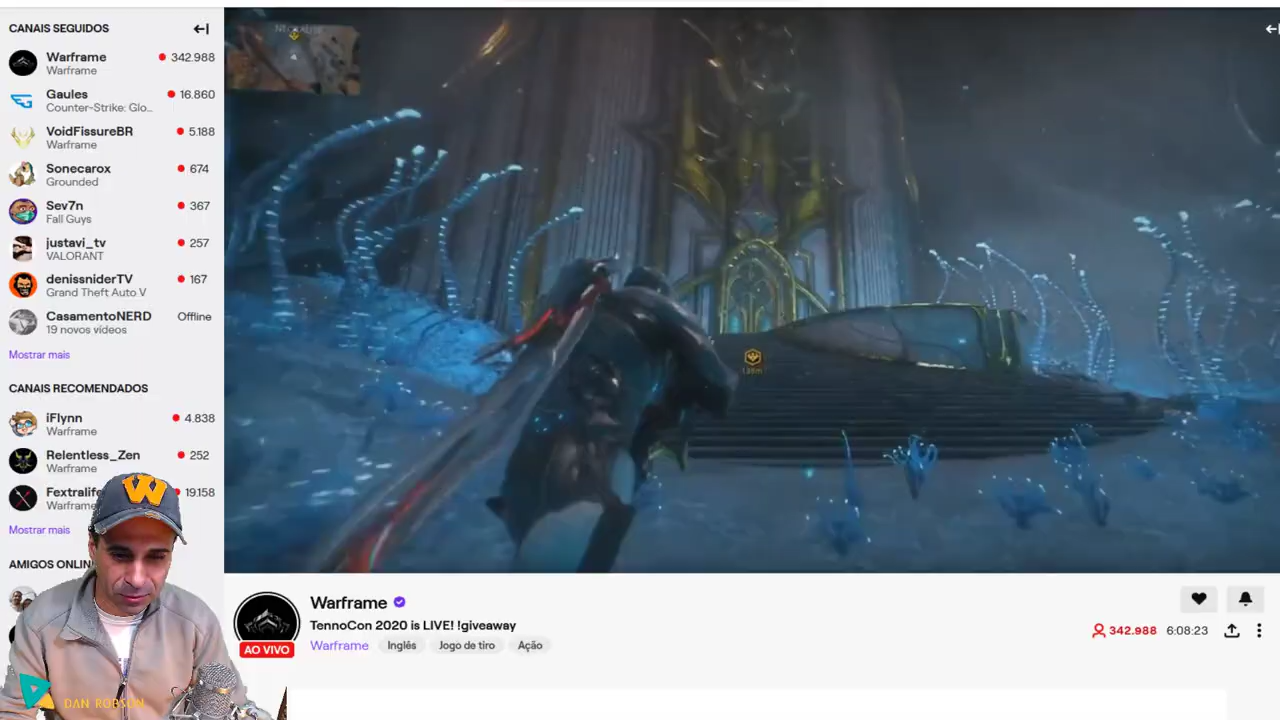 CANAIS SEGUIDOS
Warframe 342.988
Warframe
Gaules 16.860
Counter-Strike: Glo...
VoidFissureBR 5.188
Warframe
Sonecarox 674
Grounded
Sev7n 367
Fall Guys
justavi_tv 257
VALORANT
denissniderTV 167
Grand Theft Auto V
CasamentoNERD Offline
19 novos vídeos
Mostrar mais
CANAIS RECOMENDADOS
iFlynn 4.838
Warframe
Relentless_Zen 252
Warframe
Fextralife 19.158
Warframe
Mostrar mais
W
AMIGOS ONLIN
Warframe
TennoCon 2020 is LIVE! !giveaway
342.988 6:08:23
AO VIVO
Warframe Inglês Jogo de tiro Ação
DAN ROBSON